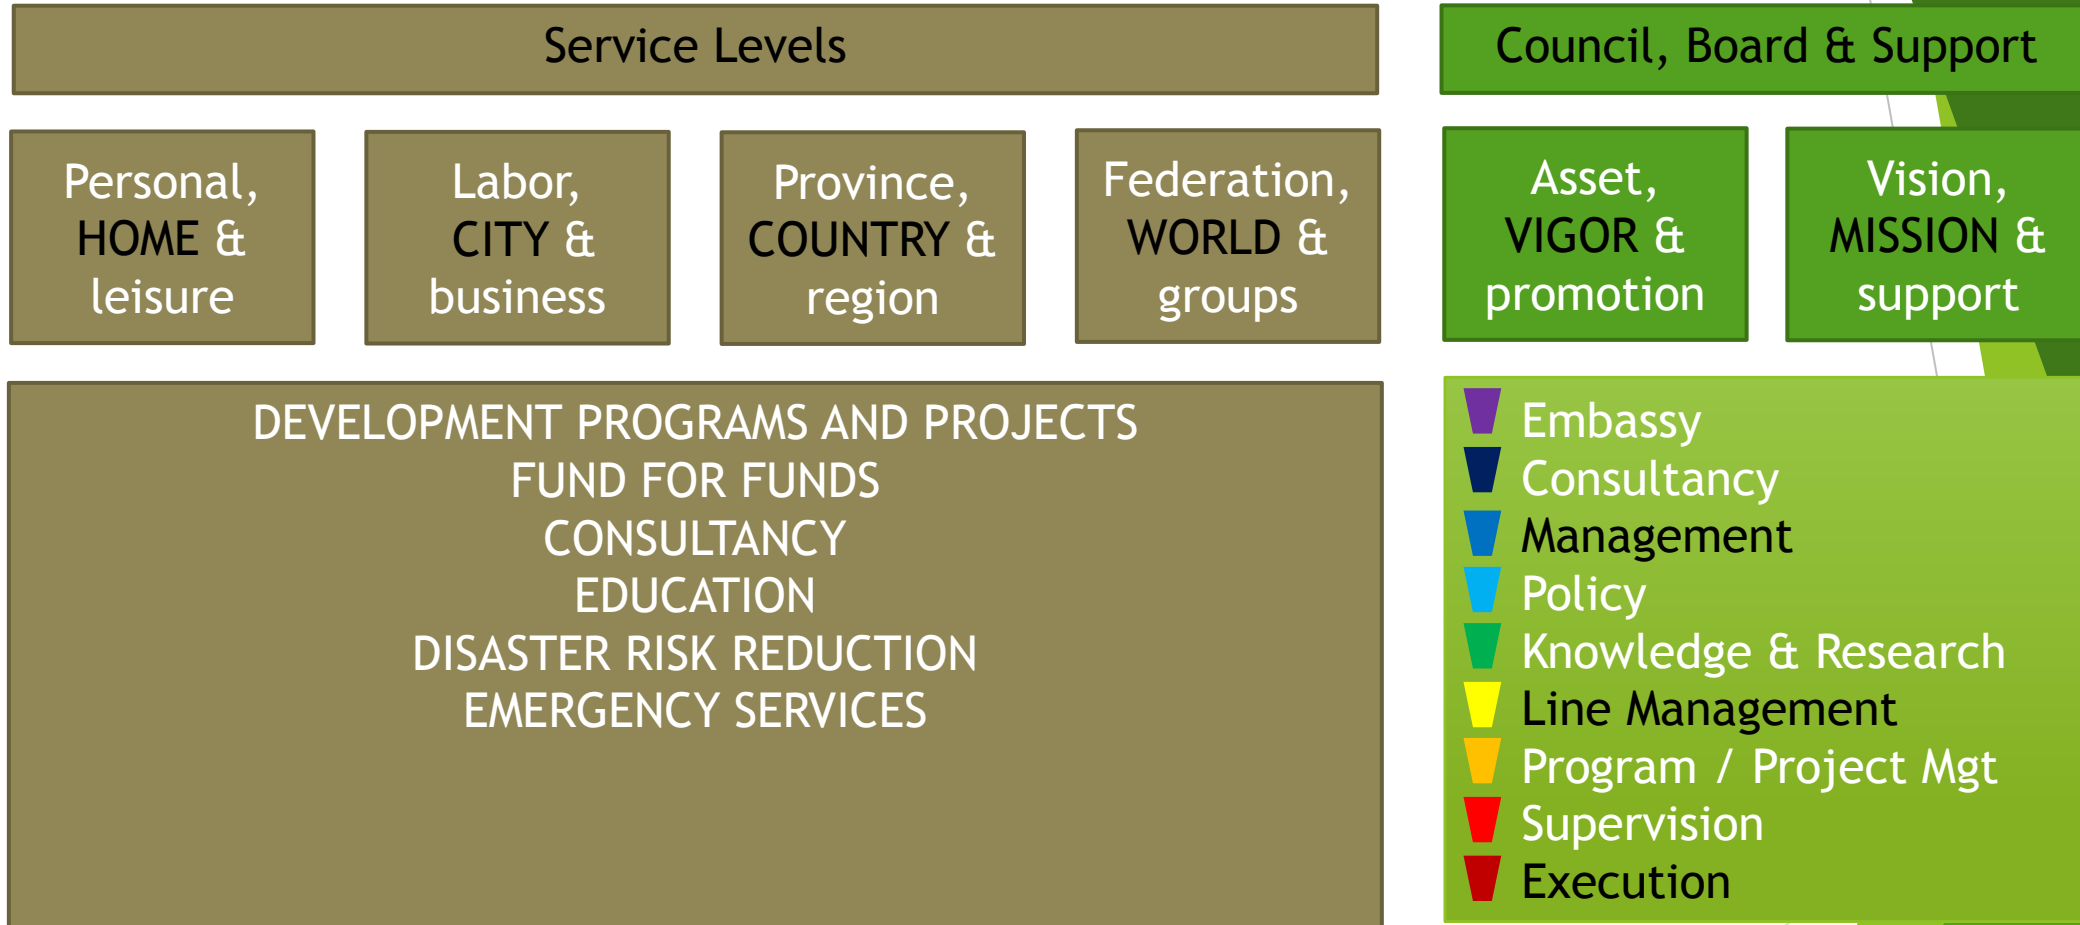 Service Levels
Council, Board & Support
Personal,
HOME &
leisure
Labor,
CITY &
business
Province,
COUNTRY &
region
Federation,
WORLD &
groups
Asset,
VIGOR &
promotion
Vision,
MISSION &
support
DEVELOPMENT PROGRAMS AND PROJECTS
FUND FOR FUNDS
CONSULTANCY
EDUCATION
DISASTER RISK REDUCTION
EMERGENCY SERVICES
Embassy
Consultancy
Management
Policy
Knowledge & Research
Line Management
Program / Project Mgt
Supervision
Execution